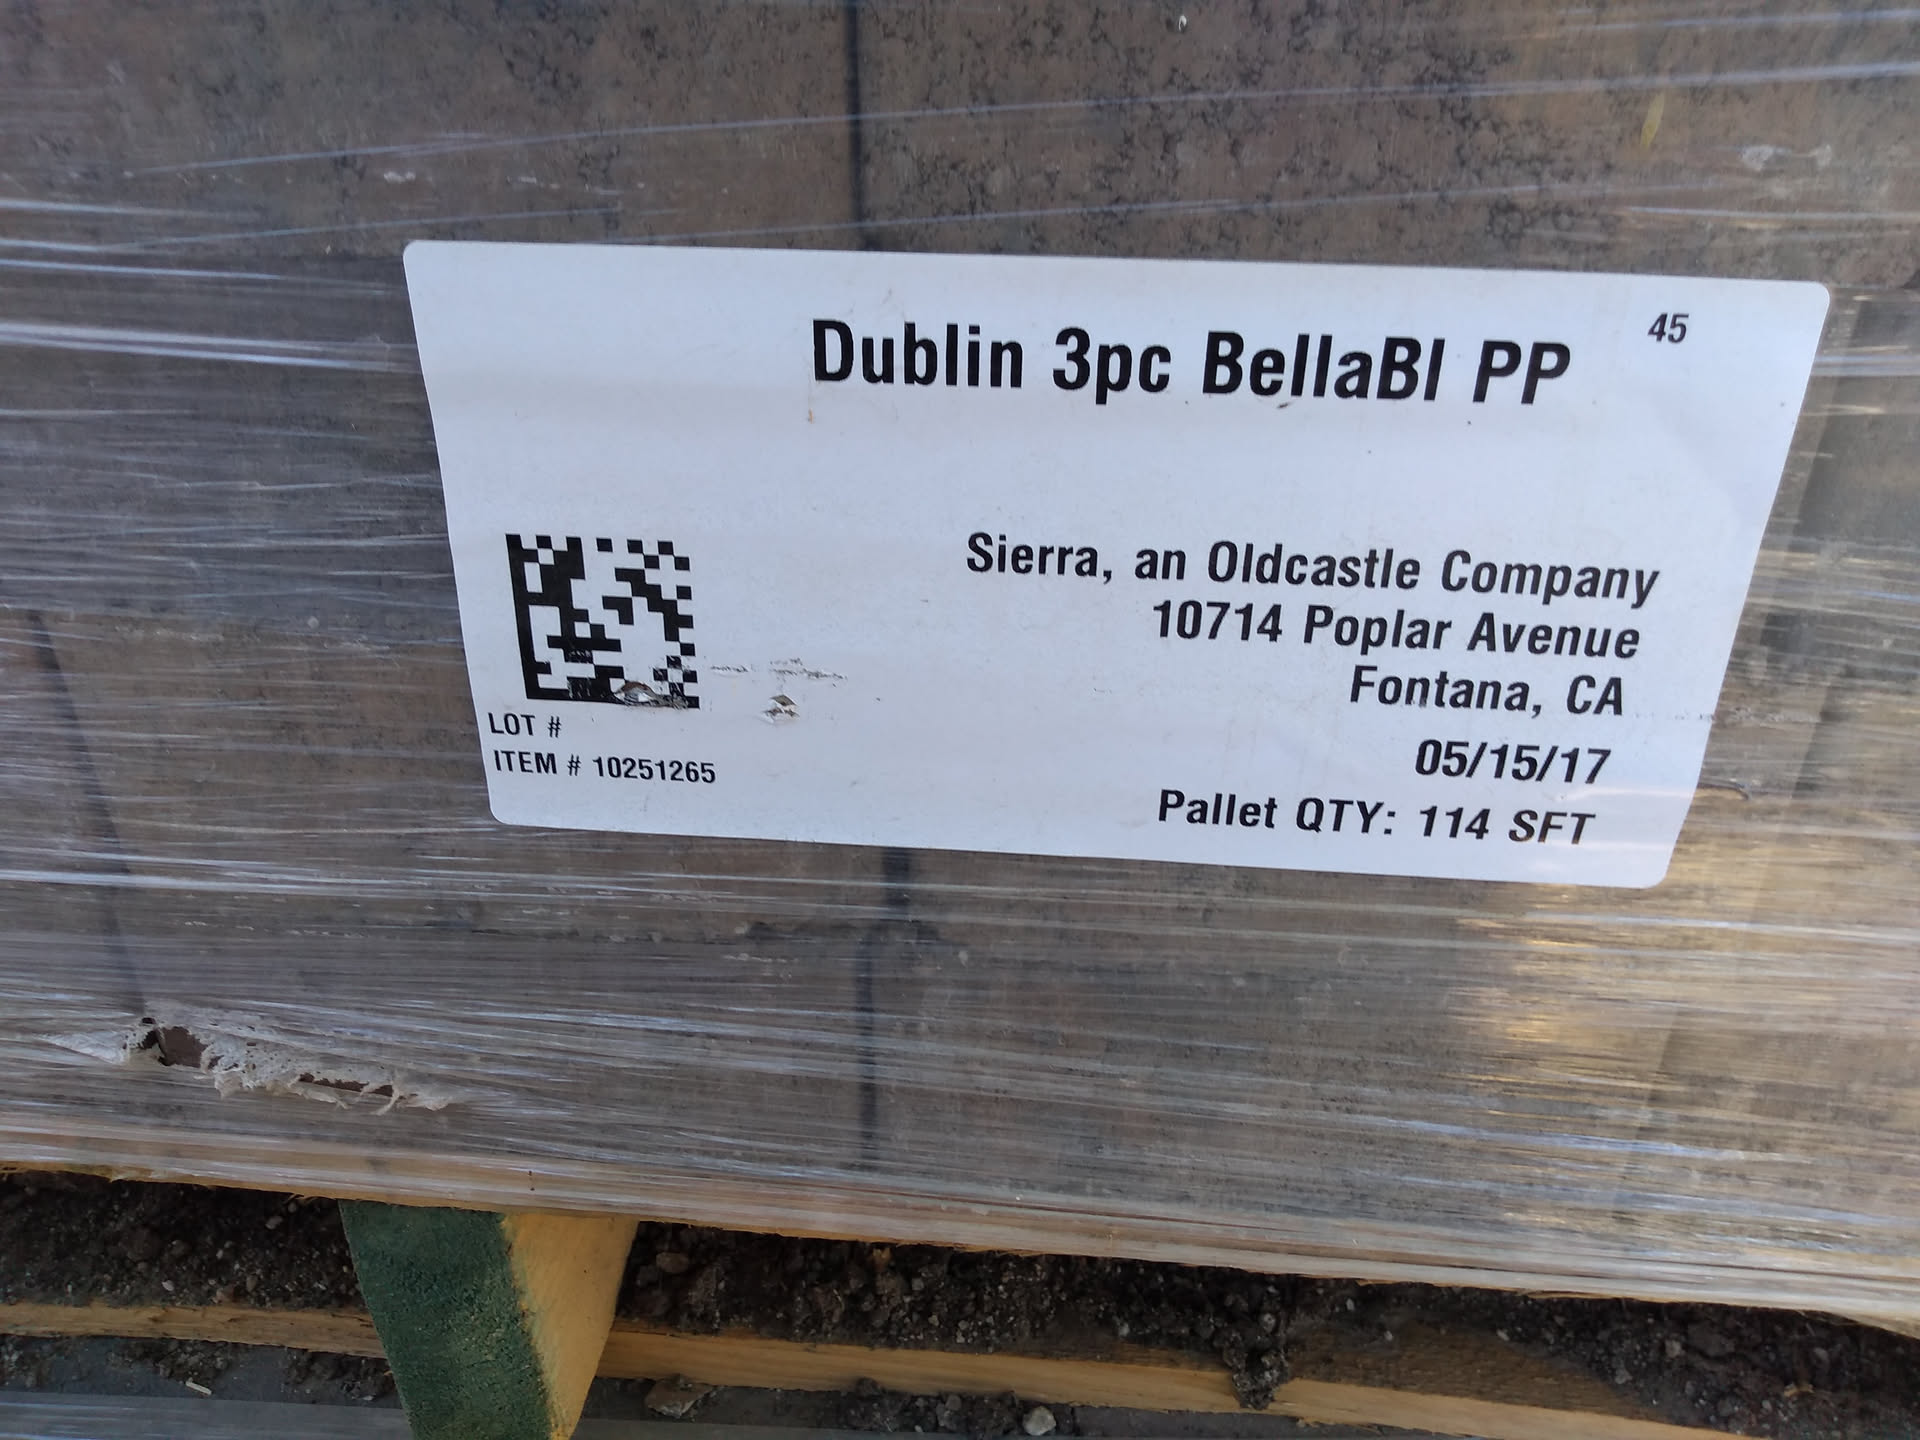 45
Dublin 3pc BellaBl PP
Sierra, an Oldcastle Company
10714 Poplar Avenue
Fontana, CA
05/15/17
Pallet QTY: 114 SFT
LOT #
ITEM # 10251265